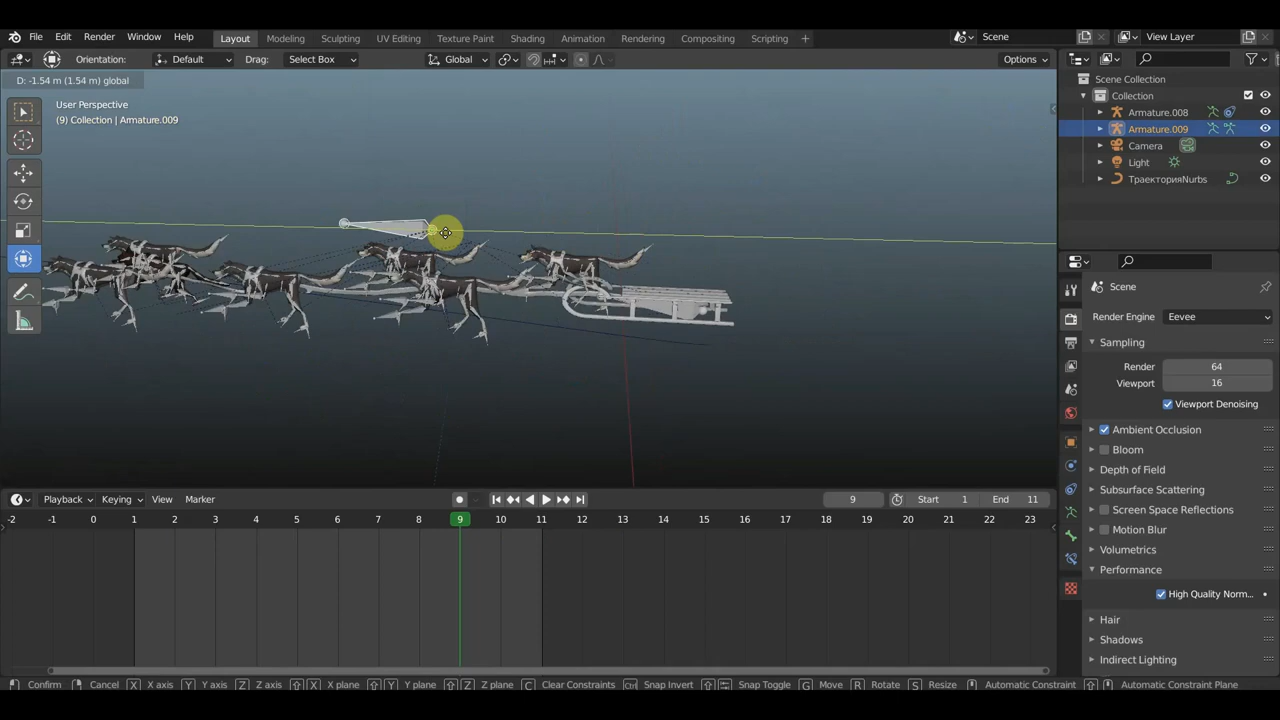 File Edit Render Window Help Layout Modeling Sculpting UV Editing Texture Paint Shading Animation Rendering Compositing Scripting + Scene View Layer
Orientation: Default Drag: Select Box Global Options
D: -1.54 m (1.54 m) global
User Perspective
(9) Collection | Armature.009
Scene Collection
Collection
Armature.008
Armature.009
Camera
Light
ТраекторияNurbs
Scene
Render Engine Eevee
Sampling
Render 64
Viewport 16
Viewport Denoising
Ambient Occlusion
Bloom
Depth of Field
Subsurface Scattering
Screen Space Reflections
Motion Blur
Volumetrics
Performance
High Quality Norm...
Hair
Shadows
Indirect Lighting
Playback Keying View Marker 9 Start 1 End 11
-2 -1 0 1 2 3 4 5 6 7 8 9 10 11 12 13 14 15 16 17 18 19 20 21 22 23
Confirm Cancel X X axis Y Y axis Z Z axis X X plane Y Y plane Z Z plane C Clear Constraints Ctrl Snap Invert Snap Toggle G Move R Rotate S Resize Automatic Constraint Automatic Constraint Plane